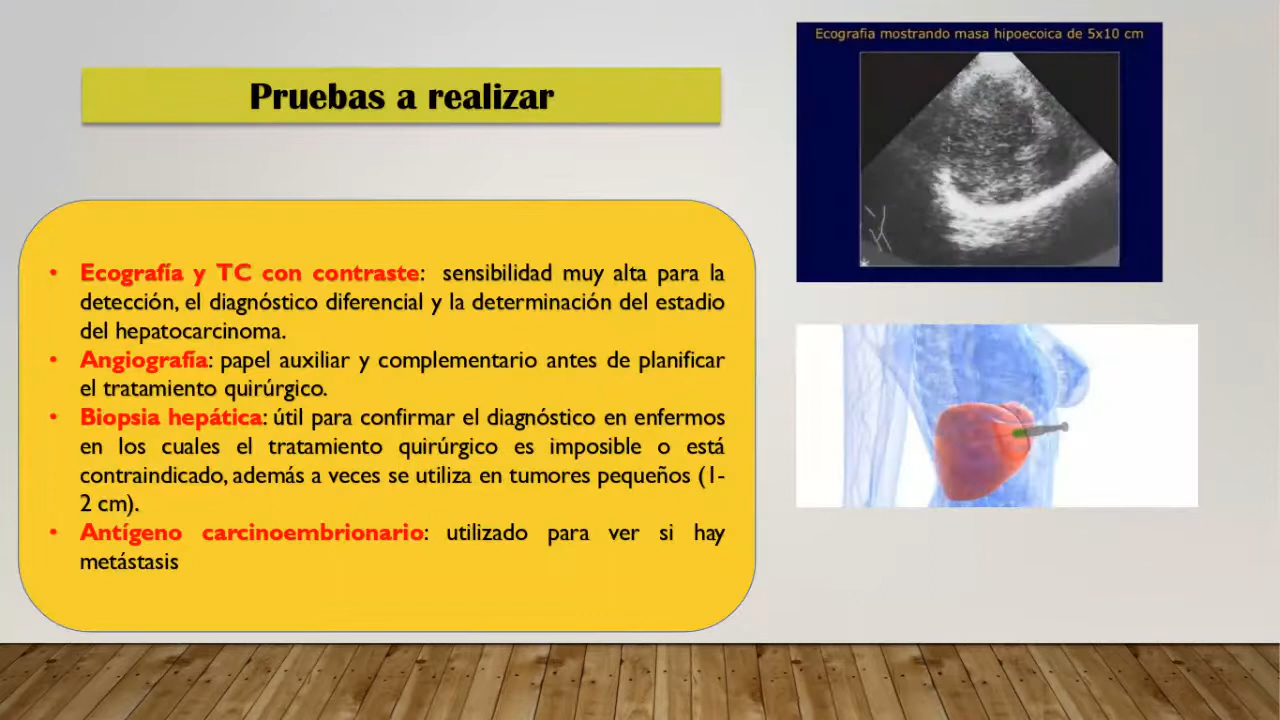 Pruebas a realizar
• Ecografía y TC con contraste: sensibilidad muy alta para la
detección, el diagnóstico diferencial y la determinación del estadio
del hepatocarcinoma.
• Angiografía: papel auxiliar y complementario antes de planificar
el tratamiento quirúrgico.
• Biopsia hepática: útil para confirmar el diagnóstico en enfermos
en los cuales el tratamiento quirúrgico es imposible o está
contraindicado, además a veces se utiliza en tumores pequeños (1-
2 cm).
• Antígeno carcinoembrionario: utilizado para ver si hay
metástasis
Ecografia mostrando masa hipoecoica de 5x10 cm